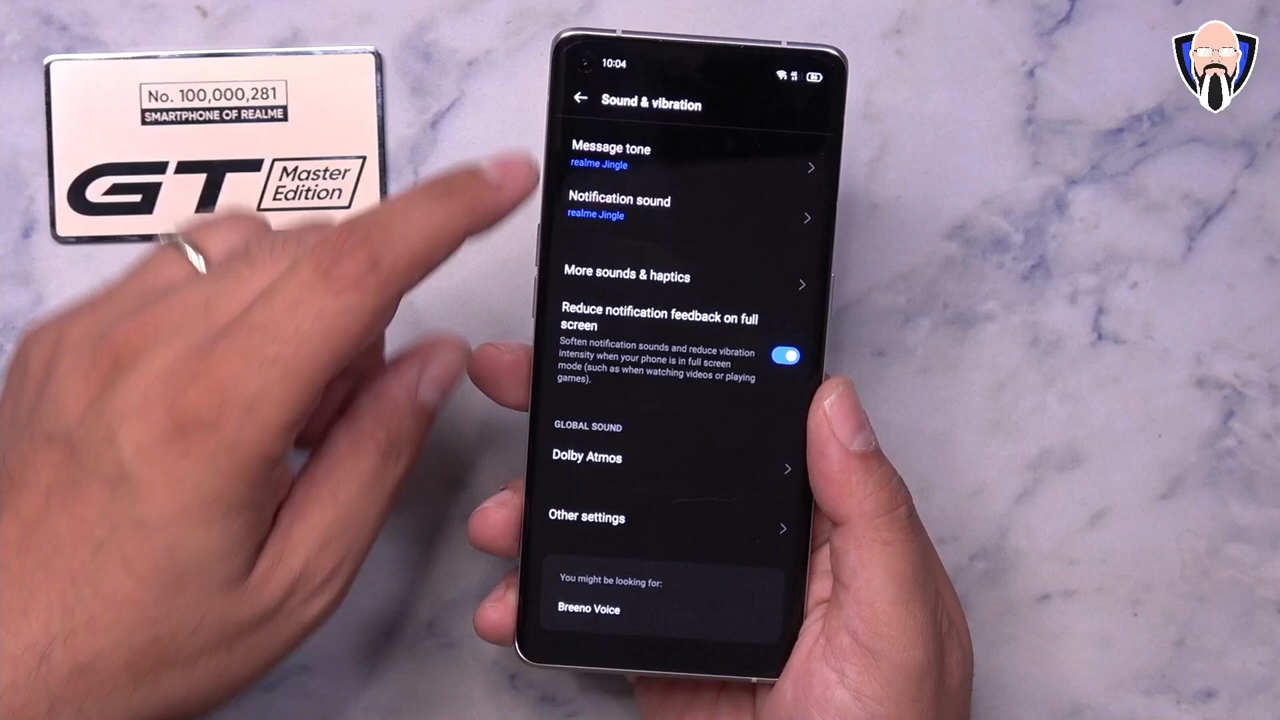 No. 100,000,281
SMARTPHONE OF REALME
GT Master
Edition
10:04
Sound & vibration
Message tone
realme Jingle
Notification sound
realme Jingle
More sounds & haptics
Reduce notification feedback on full
screen
Soften notification sounds and reduce vibration
intensity when your phone is in full screen
mode (such as when watching videos or playing
games).
GLOBAL SOUND
Dolby Atmos
Other settings
You might be looking for:
Breeno Voice